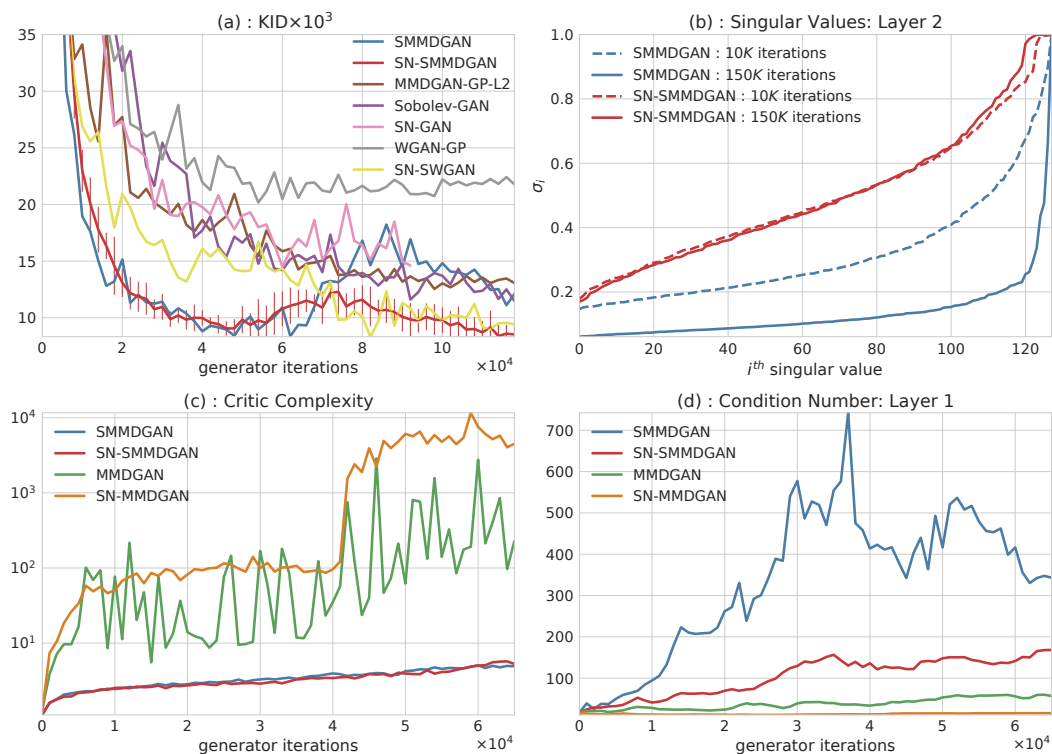 (a) : KID×10³
35
30
25
20
15
10
0
2
4
6
8
10
×10⁴
generator iterations
SMMDGAN
SN-SMMDGAN
MMDGAN-GP-L2
Sobolev-GAN
SN-GAN
WGAN-GP
SN-SWGAN
(b) : Singular Values: Layer 2
σᵢ
1.0
0.8
0.6
0.4
0.2
0
20
40
60
80
100
120
iᵗʰ singular value
SMMDGAN : 10K iterations
SMMDGAN : 150K iterations
SN-SMMDGAN : 10K iterations
SN-SMMDGAN : 150K iterations
(c) : Critic Complexity
10⁴
10³
10²
10¹
0
1
2
3
4
5
6
×10⁴
generator iterations
SMMDGAN
SN-SMMDGAN
MMDGAN
SN-MMDGAN
(d) : Condition Number: Layer 1
700
600
500
400
300
200
100
0
1
2
3
4
5
6
×10⁴
generator iterations
SMMDGAN
SN-SMMDGAN
MMDGAN
SN-MMDGAN